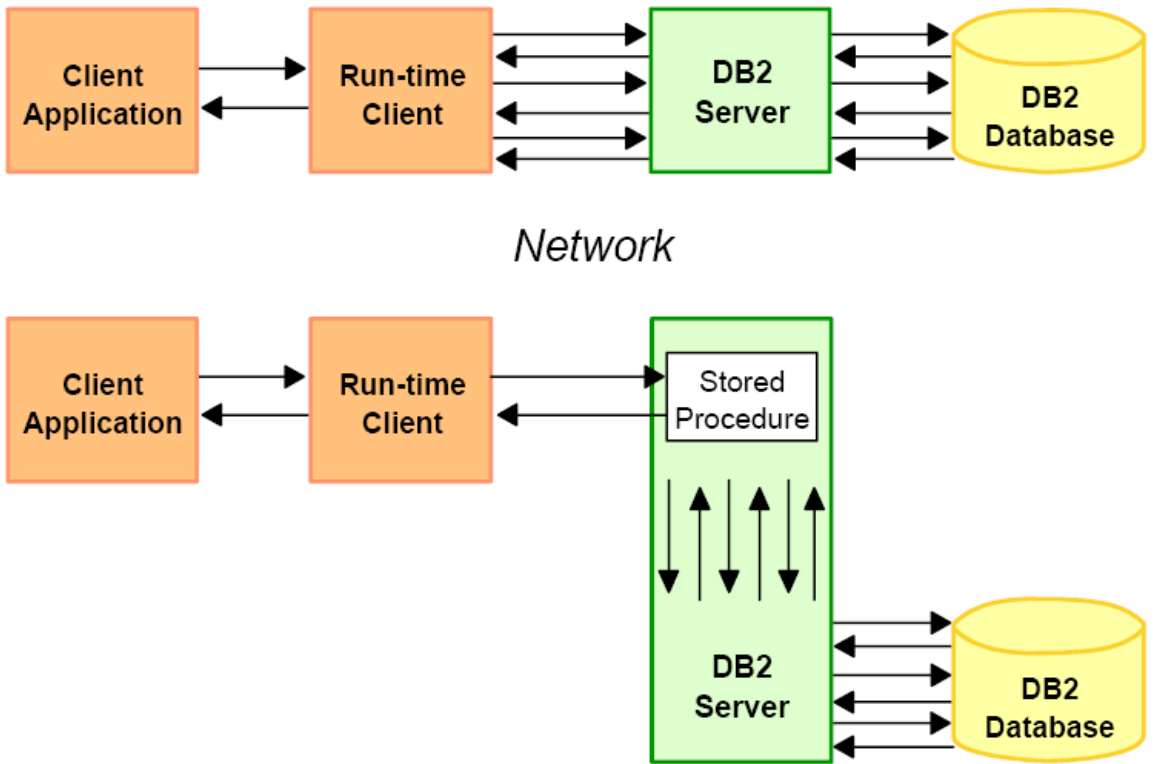 Client
Application
Run-time
Client
DB2
Server
DB2
Database
Network
Client
Application
Run-time
Client
Stored
Procedure
DB2
Server
DB2
Database